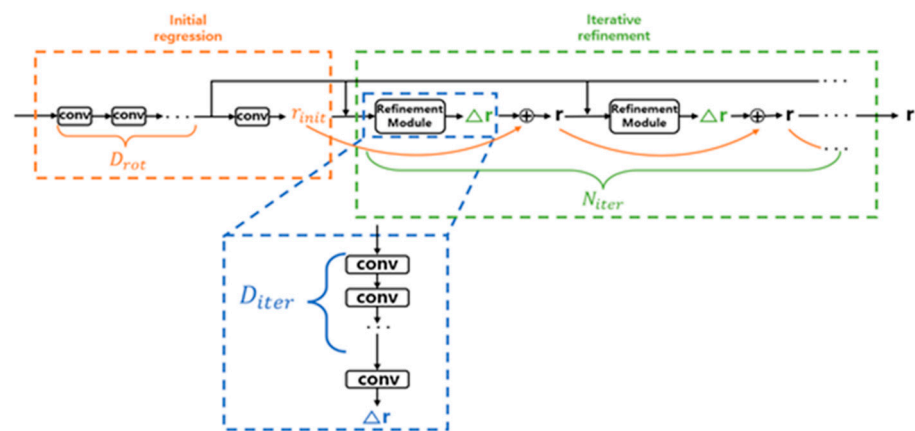 Initial
regression
Iterative
refinement
conv conv ... conv r_init Refinement Module △r ⊕ r Refinement Module △r ⊕ r ... r
D_rot
N_iter
D_iter
conv
conv
...
conv
△r